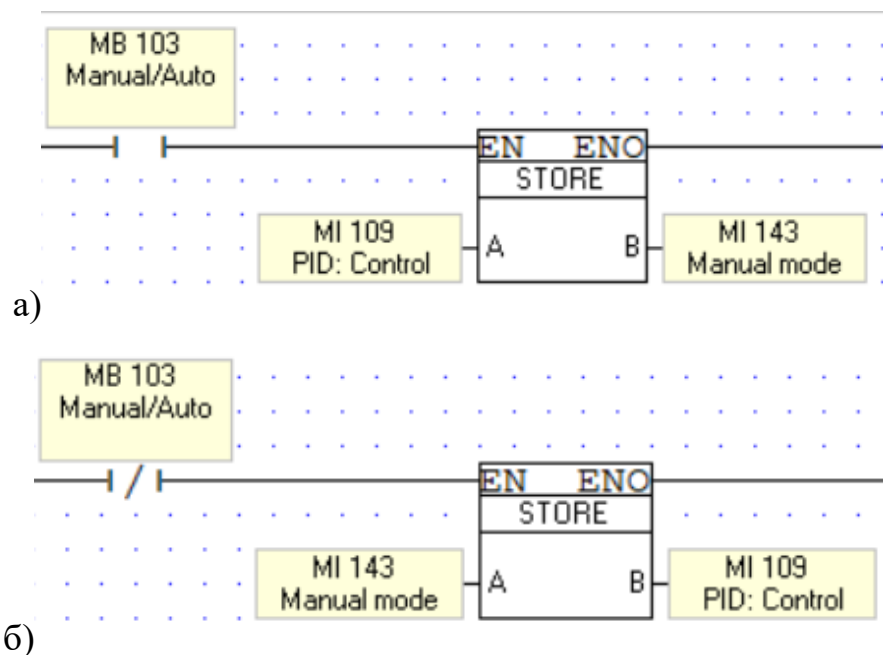 MB 103
Manual/Auto
EN ENO
STORE
MI 109
PID: Control
A B
MI 143
Manual mode
а)
MB 103
Manual/Auto
EN ENO
STORE
MI 143
Manual mode
A B
MI 109
PID: Control
б)